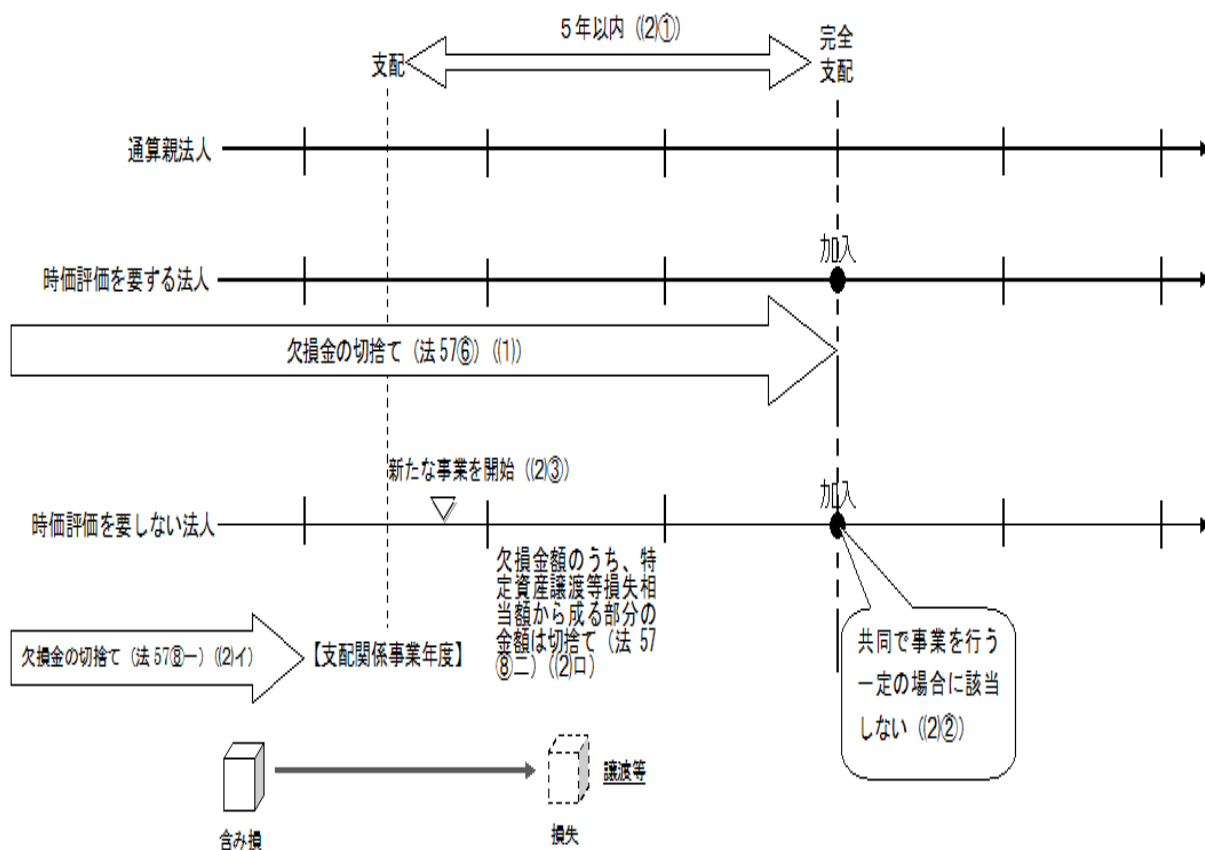 5年以内（(2)①）
支配
完全
支配
通算親法人
加入
時価評価を要する法人
欠損金の切捨て（法57⑥）（(1)）
新たな事業を開始（(2)③）
加入
時価評価を要しない法人
欠損金額のうち、特
定資産譲渡等損失相
当額から成る部分の
金額は切捨て（法 57
⑧二）（(2)ロ）
欠損金の切捨て（法57⑧一）（(2)イ）
【支配関係事業年度】
共同で事業を行う
一定の場合に該当
しない（(2)②）
譲渡等
含み損
損失